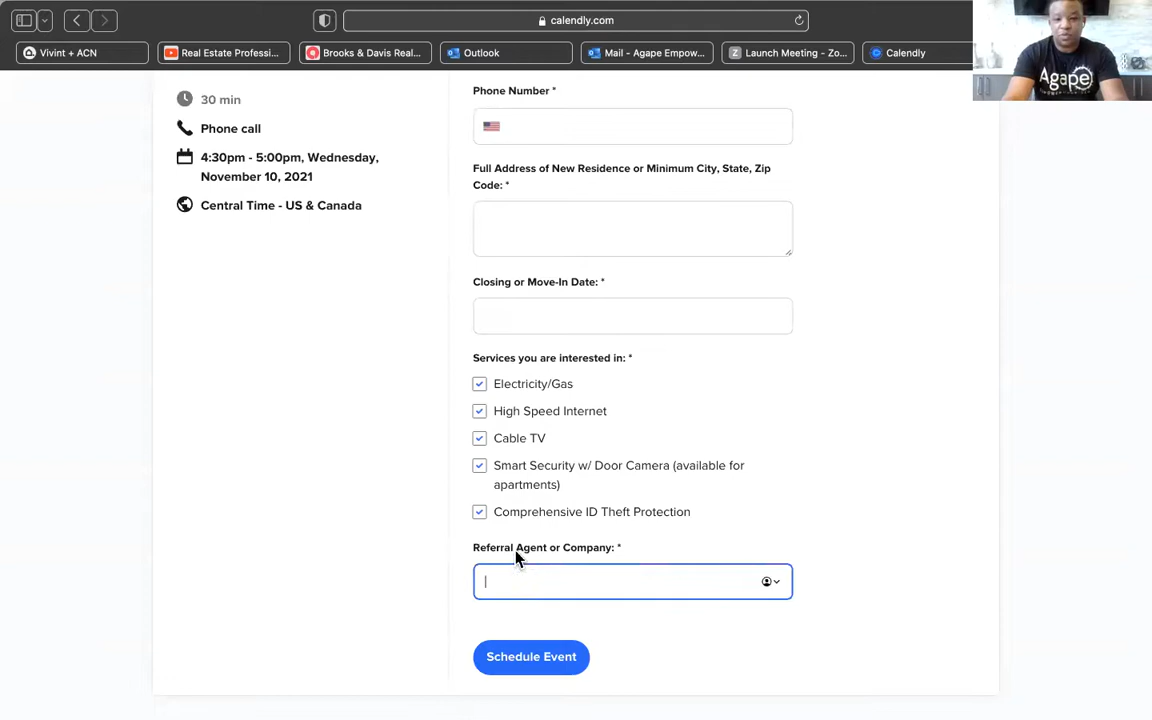 calendly.com
Vivint + ACN
Real Estate Professi...
Brooks & Davis Real...
Outlook
Mail - Agape Empow...
Launch Meeting - Zo...
Calendly
Agape
30 min
Phone call
4:30pm - 5:00pm, Wednesday,
November 10, 2021
Central Time - US & Canada
Phone Number *
Full Address of New Residence or Minimum City, State, Zip
Code: *
Closing or Move-In Date: *
Services you are interested in: *
Electricity/Gas
High Speed Internet
Cable TV
Smart Security w/ Door Camera (available for
apartments)
Comprehensive ID Theft Protection
Referral Agent or Company: *
Schedule Event